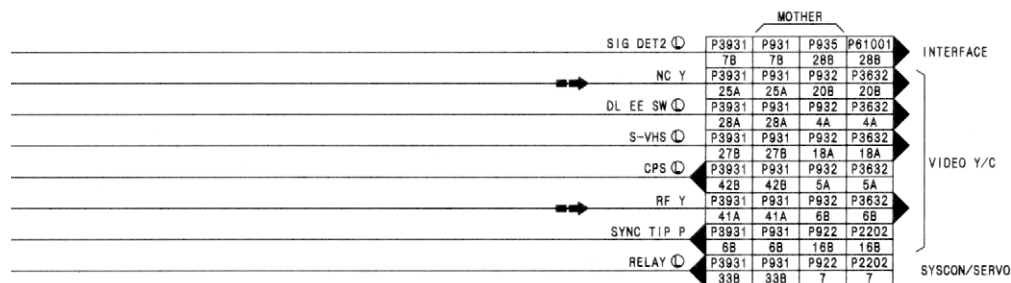 MOTHER
SIG DET2 Ⓛ P3931 P931 P935 P61001 INTERFACE
7B 7B 28B 28B
NC Y P3931 P931 P932 P3632
25A 25A 20B 20B
DL EE SW Ⓛ P3931 P931 P932 P3632
28A 28A 4A 4A
S-VHS Ⓛ P3931 P931 P932 P3632
27B 27B 18A 18A
VIDEO Y/C
CPS Ⓛ P3931 P931 P932 P3632
42B 42B 5A 5A
RF Y P3931 P931 P932 P3632
41A 41A 6B 6B
SYNC TIP P P3931 P931 P922 P2202
6B 6B 16B 16B
RELAY Ⓛ P3931 P931 P922 P2202 SYSCON/SERVO
33B 33B 7 7